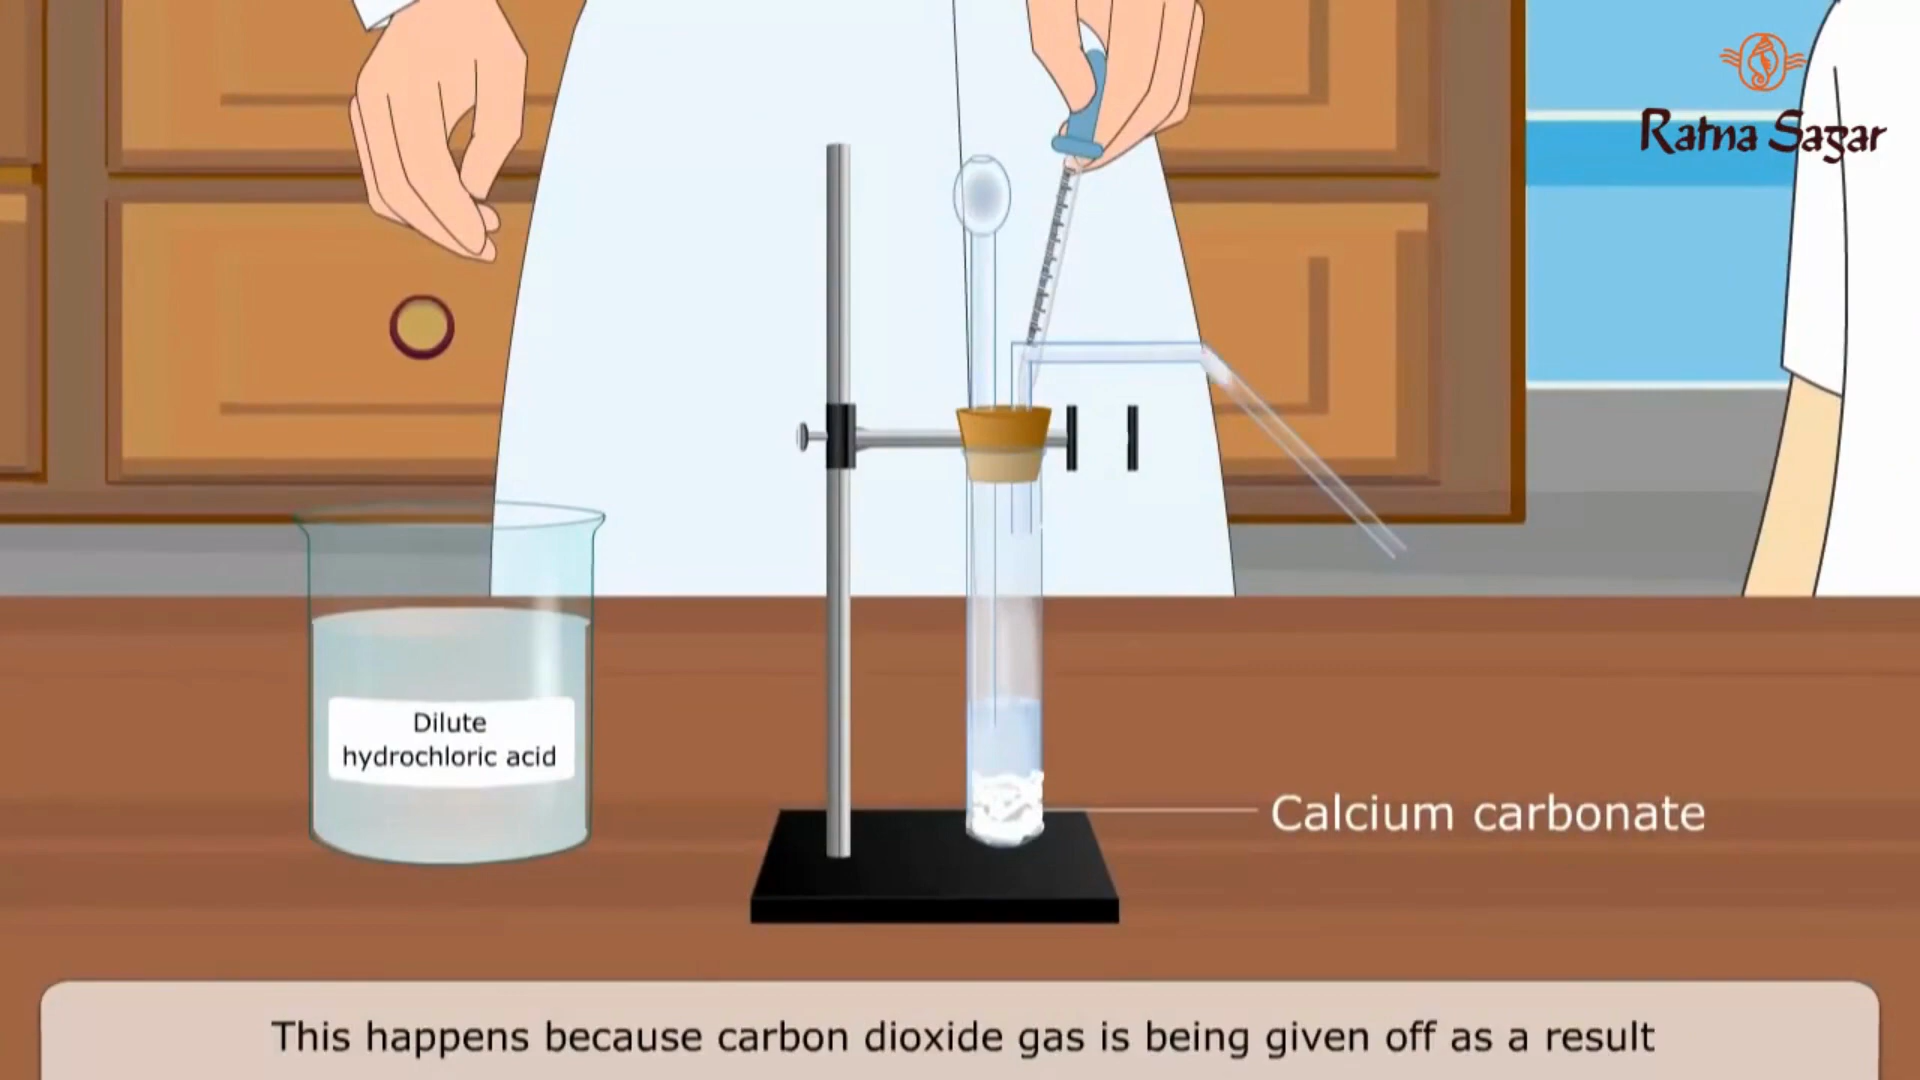 Ratna Sagar
Dilute
hydrochloric acid
Calcium carbonate
This happens because carbon dioxide gas is being given off as a result